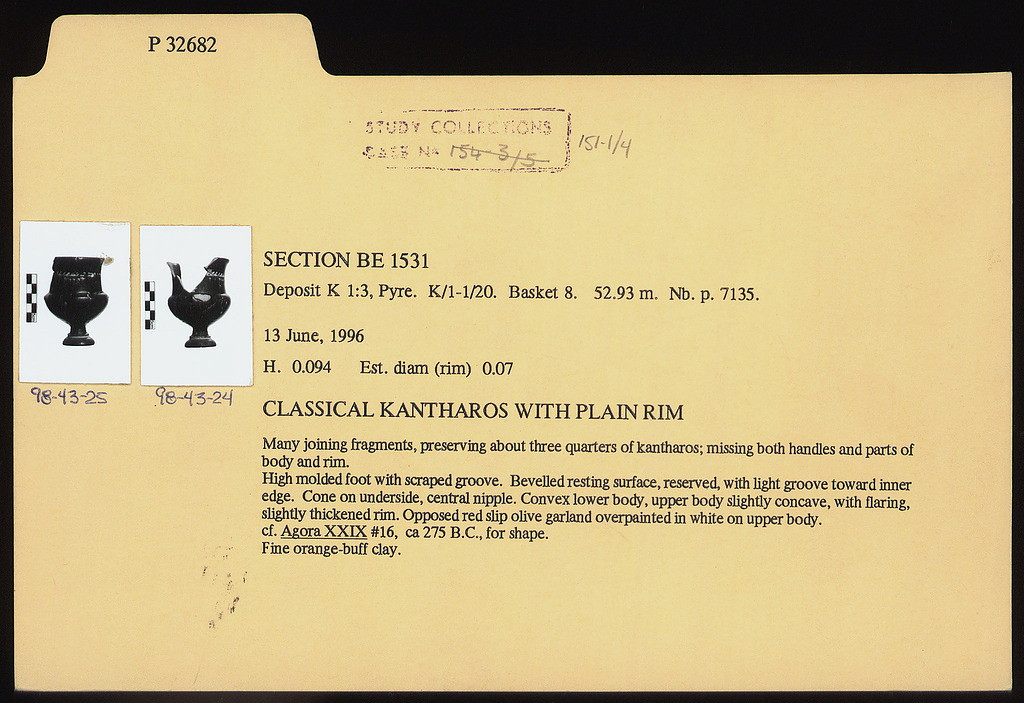 P 32682
STUDY COLLECTIONS
CASE No 154-3/5 151-1/4
SECTION BE 1531
Deposit K 1:3, Pyre. K/1-1/20. Basket 8. 52.93 m. Nb. p. 7135.
13 June, 1996
H. 0.094 Est. diam (rim) 0.07
98-43-25 98-43-24
CLASSICAL KANTHAROS WITH PLAIN RIM
Many joining fragments, preserving about three quarters of kantharos; missing both handles and parts of
body and rim.
High molded foot with scraped groove. Bevelled resting surface, reserved, with light groove toward inner
edge. Cone on underside, central nipple. Convex lower body, upper body slightly concave, with flaring,
slightly thickened rim. Opposed red slip olive garland overpainted in white on upper body.
cf. Agora XXIX #16, ca 275 B.C., for shape.
Fine orange-buff clay.